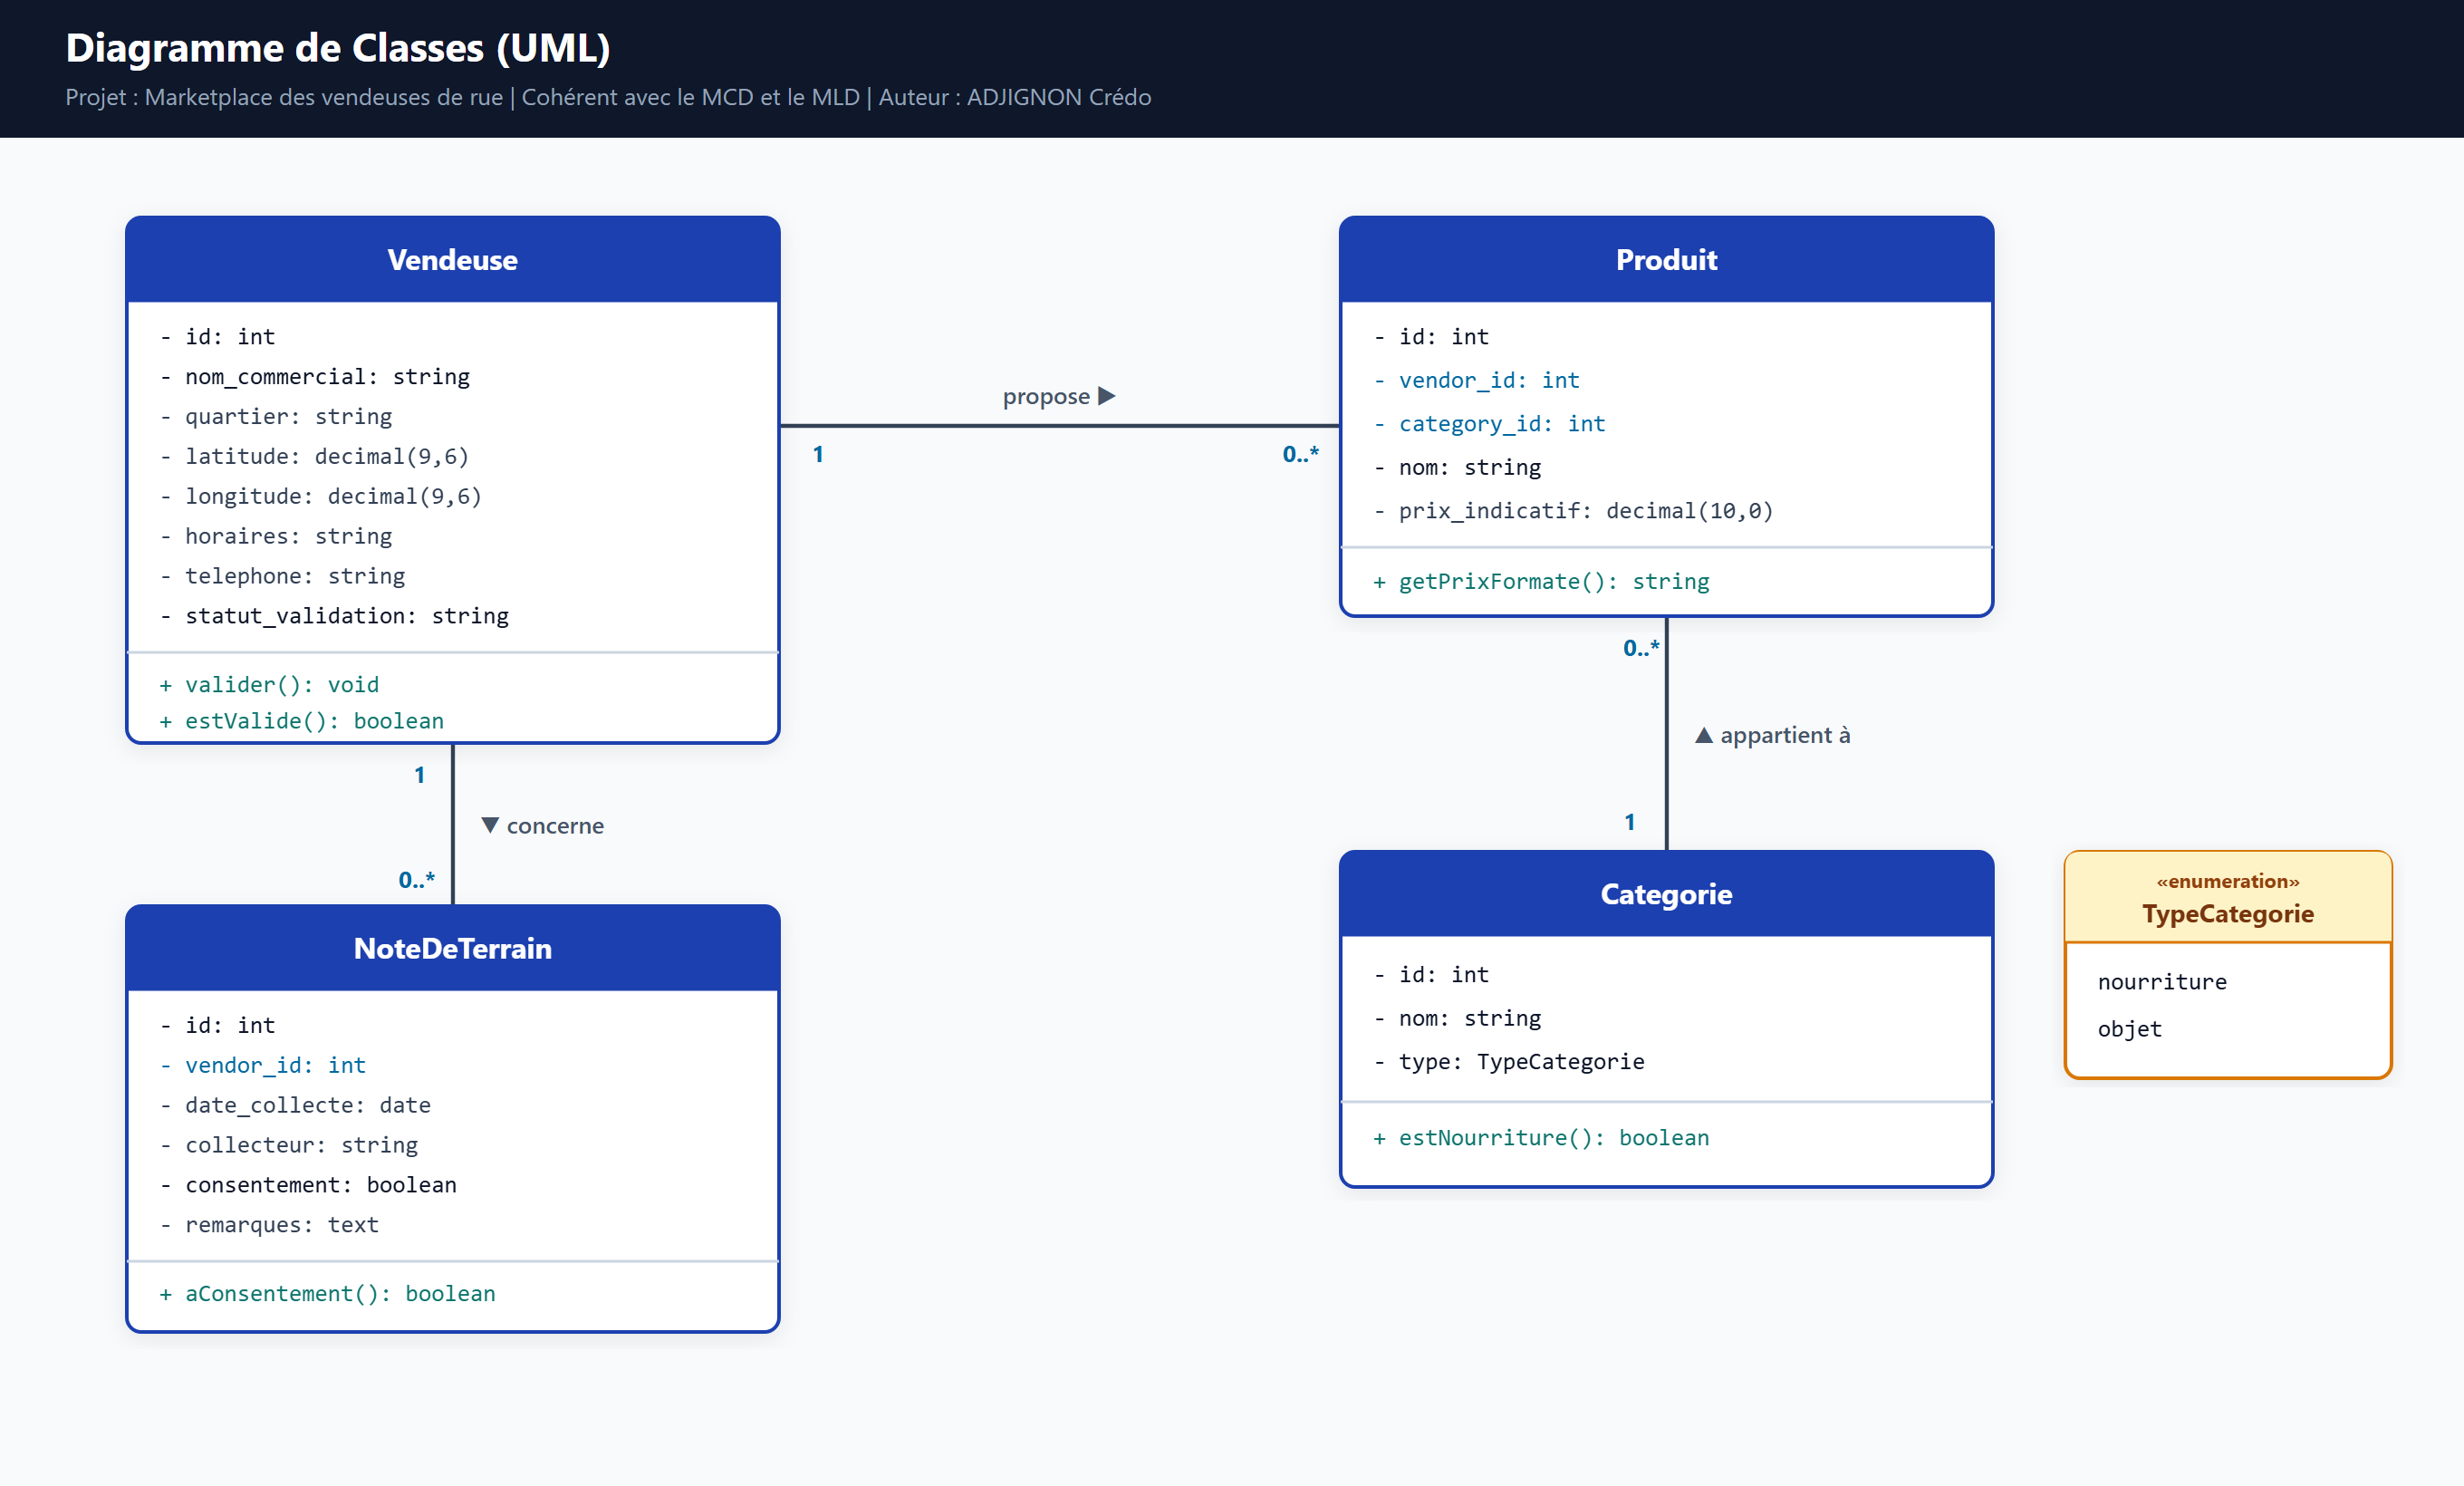 Diagramme de Classes (UML)
Projet : Marketplace des vendeuses de rue | Cohérent avec le MCD et le MLD | Auteur : ADJIGNON Crédo
Vendeuse
- id: int
- nom_commercial: string
- quartier: string
- latitude: decimal(9,6)
- longitude: decimal(9,6)
- horaires: string
- telephone: string
- statut_validation: string
+ valider(): void
+ estValide(): boolean
propose ▶
1
0..*
Produit
- id: int
- vendor_id: int
- category_id: int
- nom: string
- prix_indicatif: decimal(10,0)
+ getPrixFormate(): string
1
▼ concerne
0..*
0..*
▲ appartient à
1
NoteDeTerrain
- id: int
- vendor_id: int
- date_collecte: date
- collecteur: string
- consentement: boolean
- remarques: text
+ aConsentement(): boolean
Categorie
- id: int
- nom: string
- type: TypeCategorie
+ estNourriture(): boolean
«enumeration»
TypeCategorie
nourriture
objet